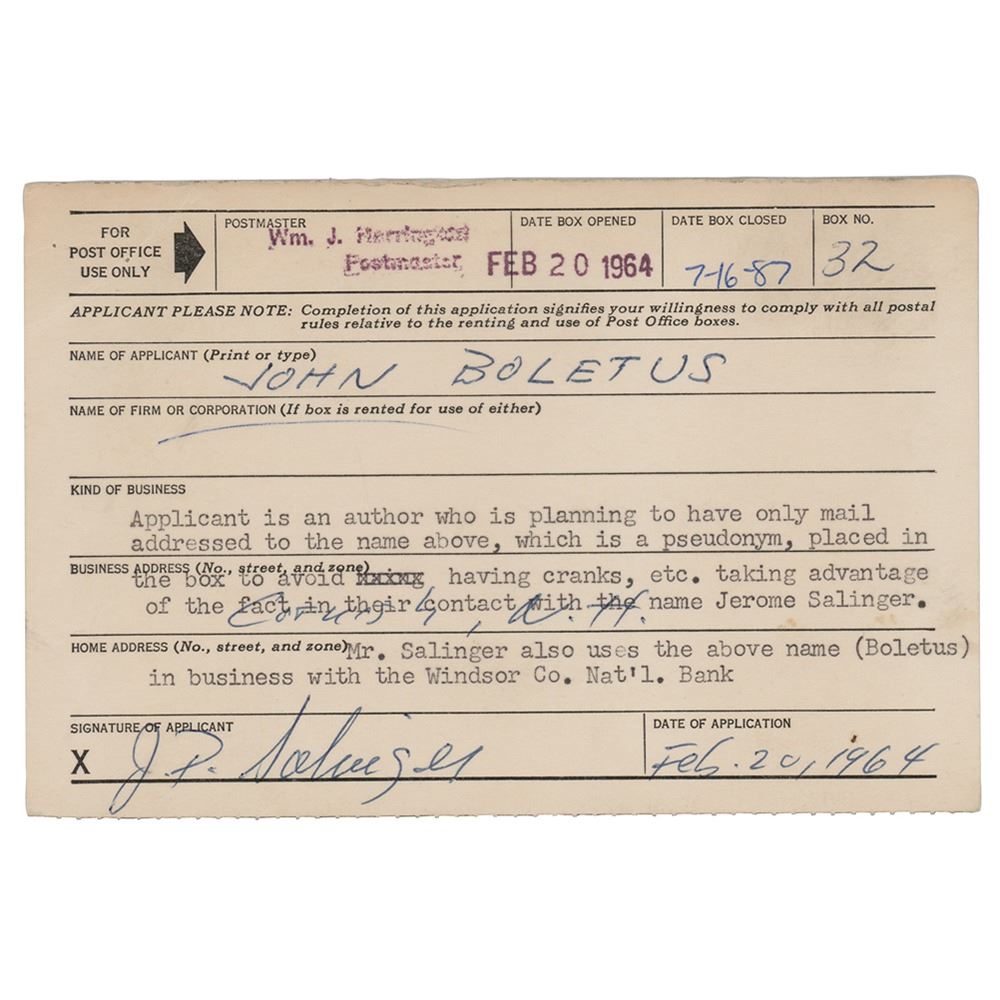 FOR
POST OFFICE
USE ONLY
POSTMASTER
Wm. J. Harrington
Postmaster
DATE BOX OPENED
FEB 20 1964
DATE BOX CLOSED
7-16-87
BOX NO.
32
APPLICANT PLEASE NOTE: Completion of this application signifies your willingness to comply with all postal
rules relative to the renting and use of Post Office boxes.
NAME OF APPLICANT (Print or type)
JOHN BOLETUS
NAME OF FIRM OR CORPORATION (If box is rented for use of either)
KIND OF BUSINESS
Applicant is an author who is planning to have only mail
addressed to the name above, which is a pseudonym, placed in
BUSINESS ADDRESS (No., street, and zone)
the box to avoid having cranks, etc. taking advantage
of the fact in their contact with the name Jerome Salinger.
Cornish, N.H.
HOME ADDRESS (No., street, and zone) Mr. Salinger also uses the above name (Boletus)
in business with the Windsor Co. Nat'l. Bank
SIGNATURE OF APPLICANT
X J.D. Salinger
DATE OF APPLICATION
Feb. 20, 1964